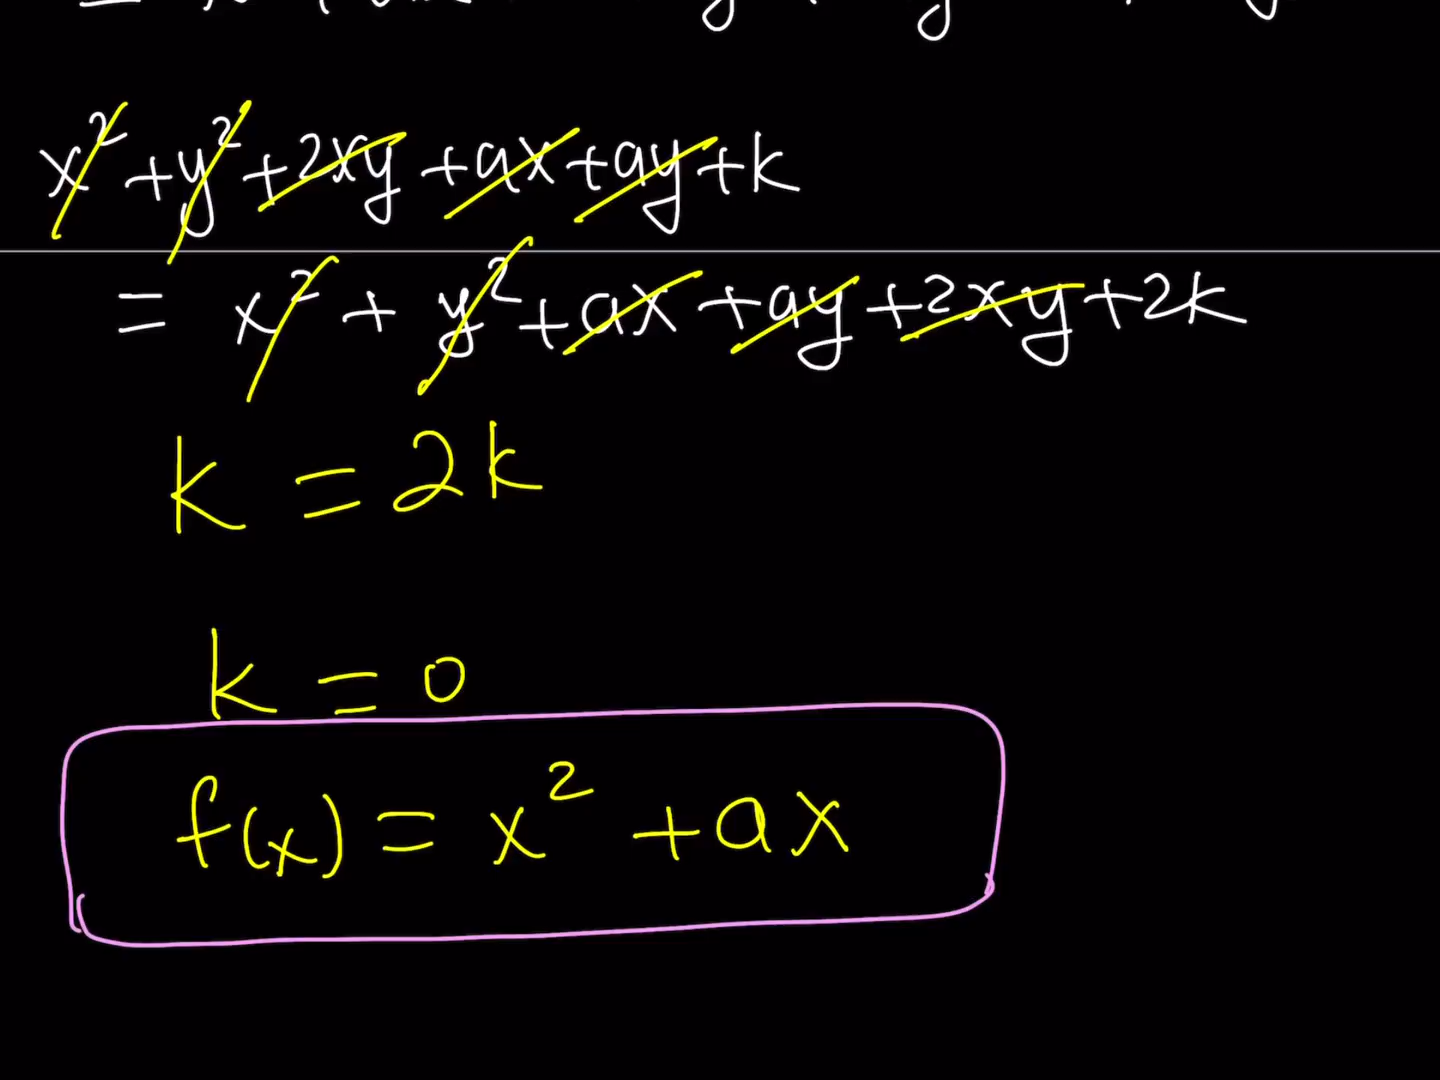 x² + y² + 2xy + ax + ay + k
= x² + y² + ax + ay + 2xy + 2k
k = 2k
k = 0
f(x) = x² + ax